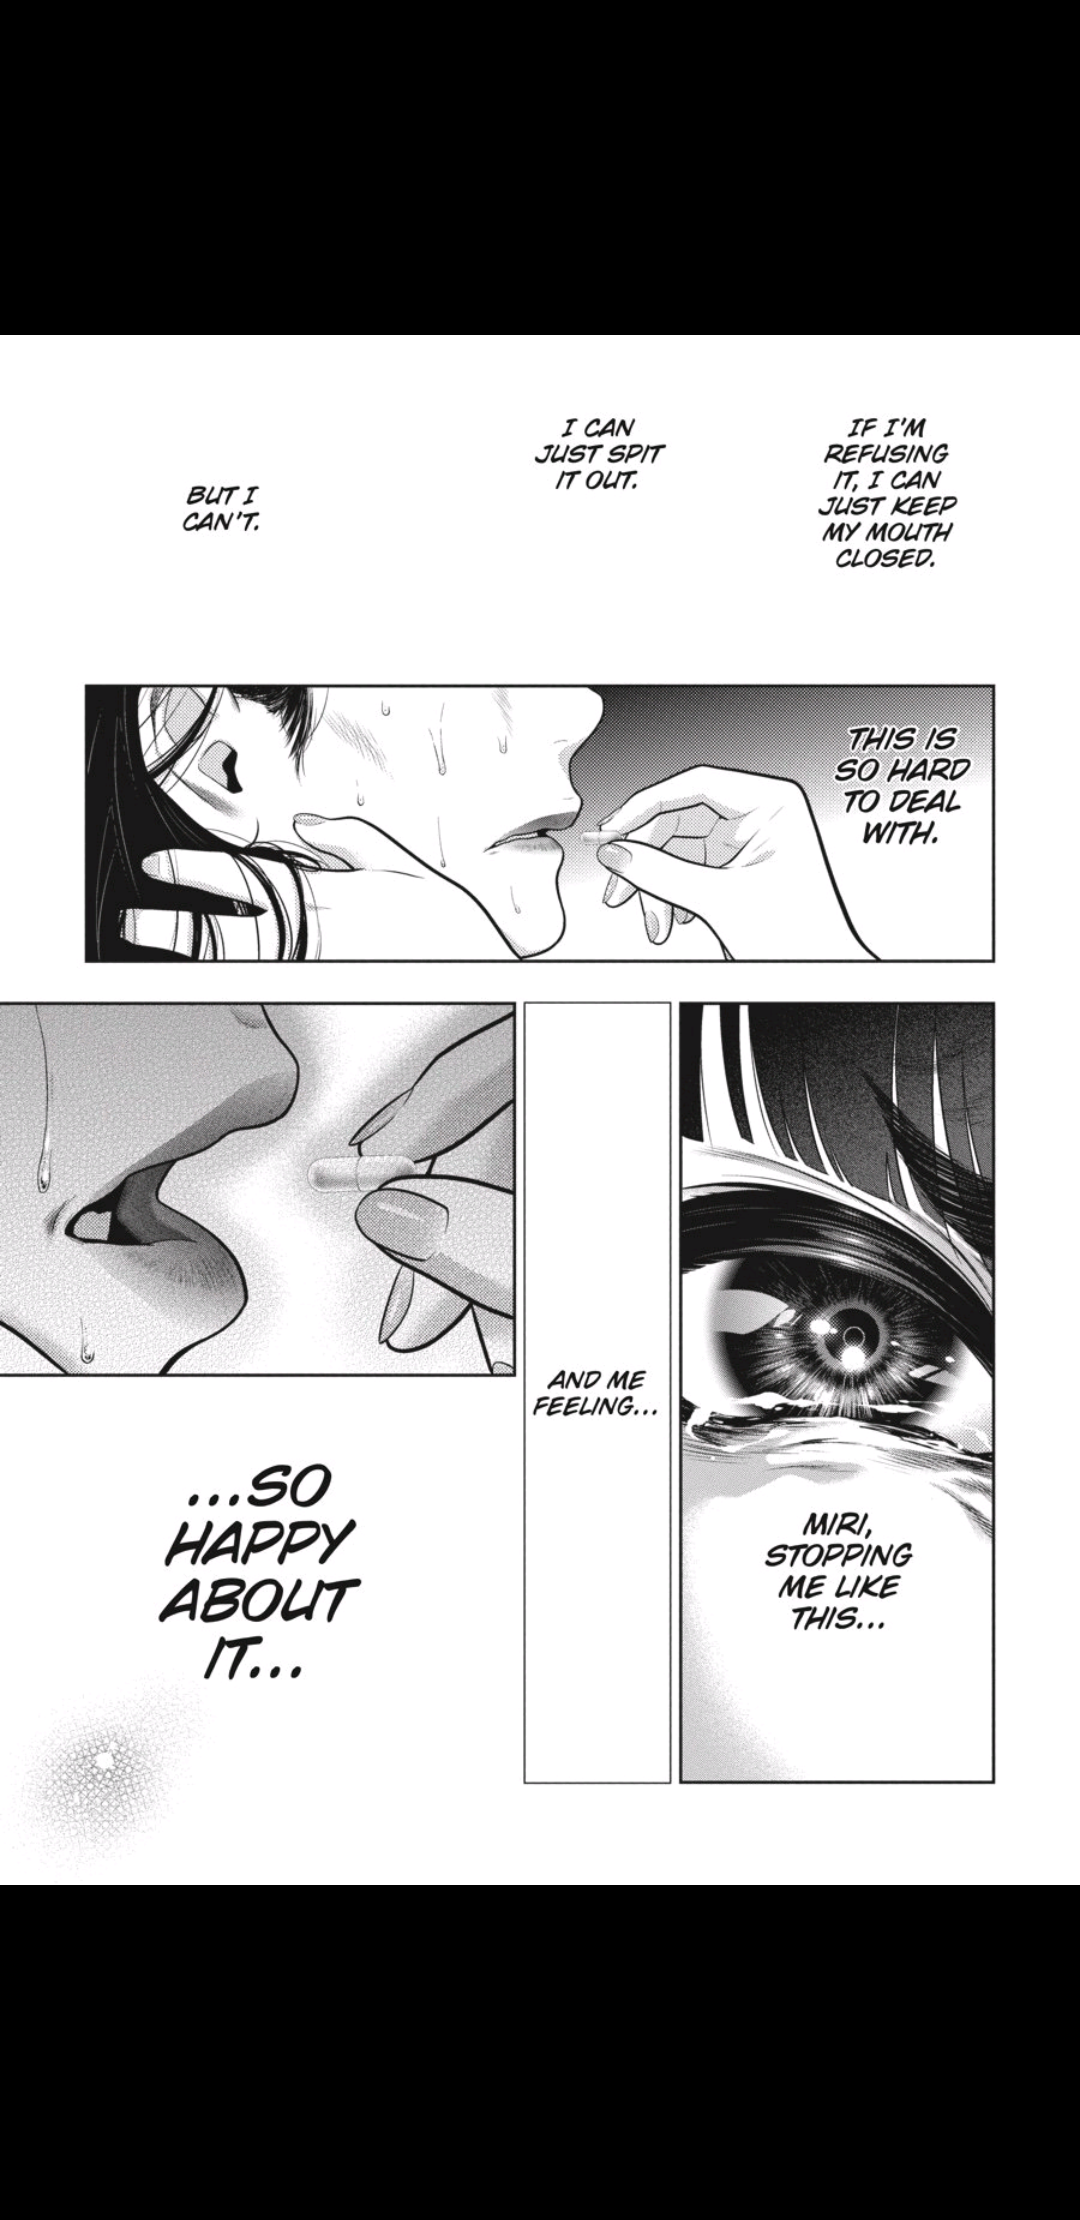 IF I'M
REFUSING
IT, I CAN
JUST KEEP
MY MOUTH
CLOSED.
I CAN
JUST SPIT
IT OUT.
BUT I
CAN'T.
THIS IS
SO HARD
TO DEAL
WITH.
MIRI,
STOPPING
ME LIKE
THIS...
AND ME
FEELING...
...SO
HAPPY
ABOUT
IT...